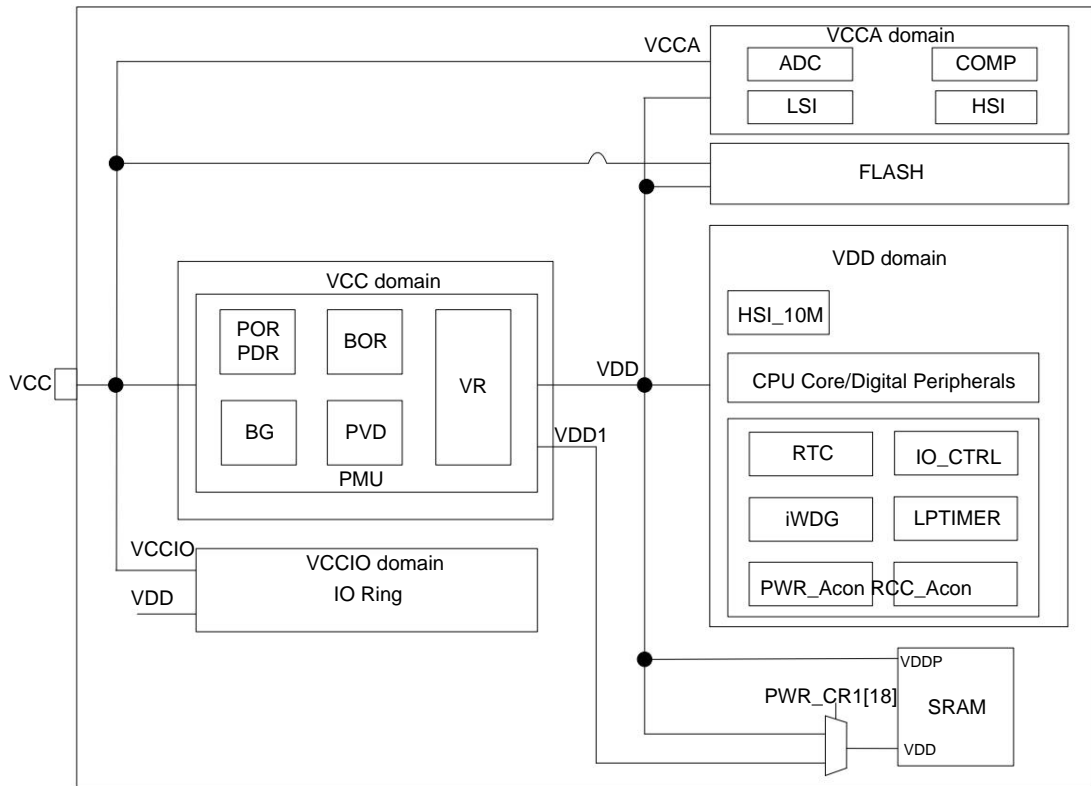 VCCA domain
VCCA
ADC
COMP
LSI
HSI
FLASH
VDD domain
VCC domain
HSI_10M
POR
PDR
BOR
VR
VCC
VDD
CPU Core/Digital Peripherals
BG
PVD
VDD1
RTC
IO_CTRL
PMU
iWDG
LPTIMER
VCCIO
VCCIO domain
IO Ring
VDD
PWR_Acon
RCC_Acon
VDDP
PWR_CR1[18]
SRAM
VDD